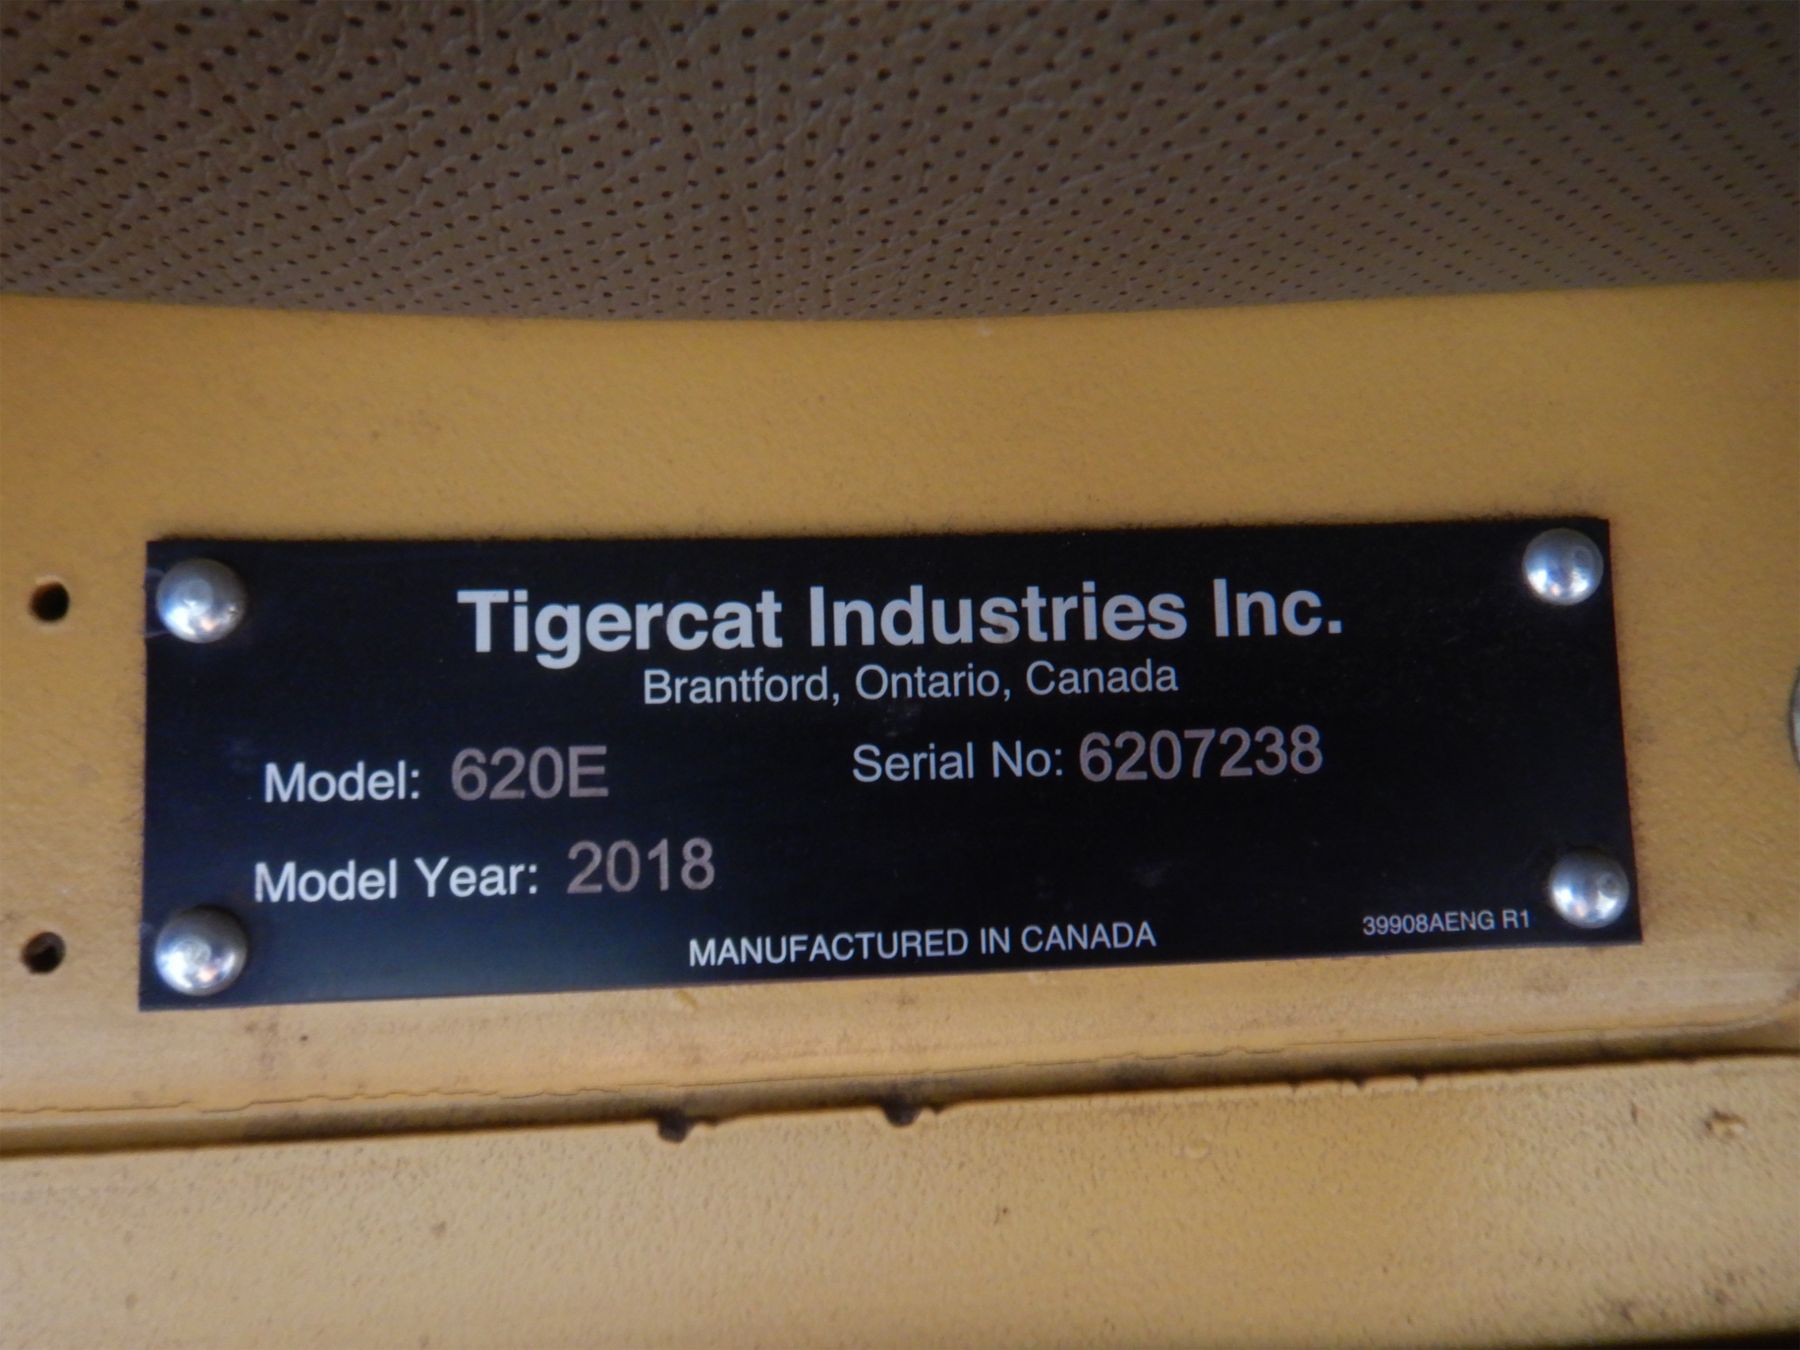 Tigercat Industries Inc.
Brantford, Ontario, Canada
Model: 620E Serial No: 6207238
Model Year: 2018
MANUFACTURED IN CANADA 39908AENG R1